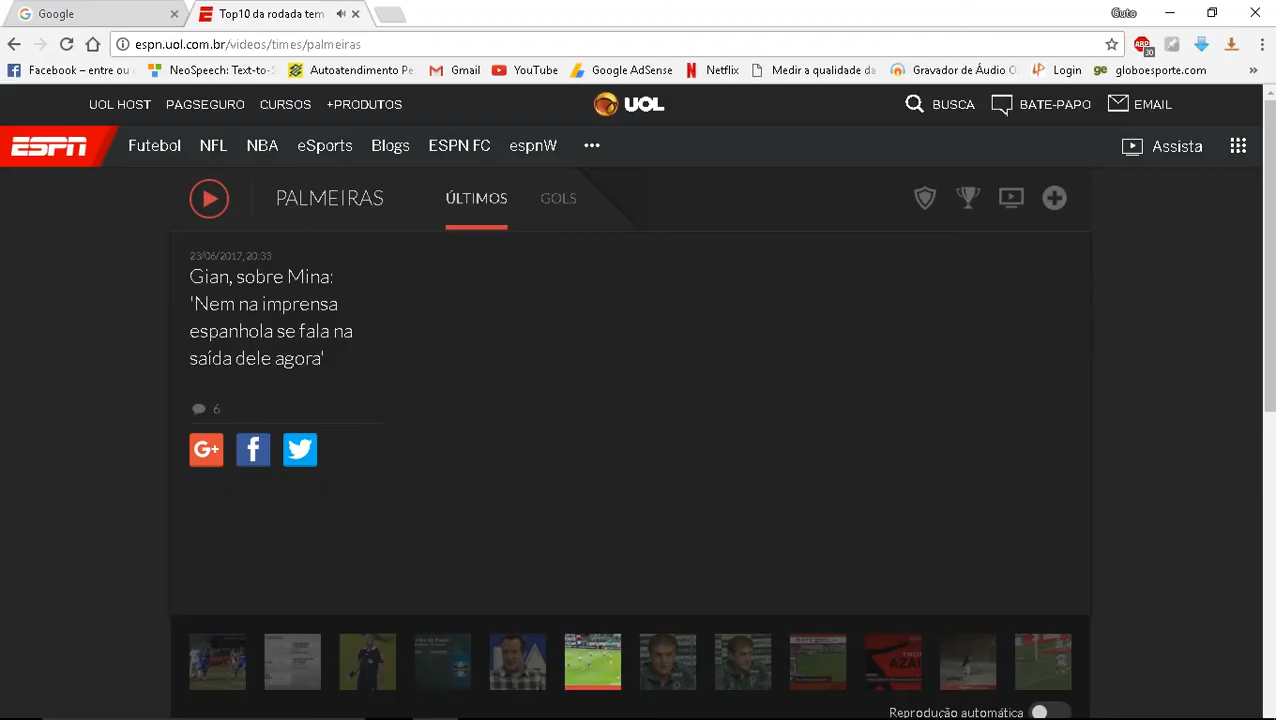 Google
Top10 da rodada tem
Guto
espn.uol.com.br/videos/times/palmeiras
ABP
30
Facebook – entre ou
NeoSpeech: Text-to-S
Autoatendimento Pe
Gmail
YouTube
Google AdSense
Netflix
Medir a qualidade da
Gravador de Áudio O
Login
globoesporte.com
UOL HOST
PAGSEGURO
CURSOS
+PRODUTOS
UOL
BUSCA
BATE-PAPO
EMAIL
ESPN
Futebol
NFL
NBA
eSports
Blogs
ESPN FC
espnW
Assista
PALMEIRAS
ÚLTIMOS
GOLS
23/06/2017, 20:33
Gian, sobre Mina:
'Nem na imprensa
espanhola se fala na
saída dele agora'
6
G+
Reprodução automática